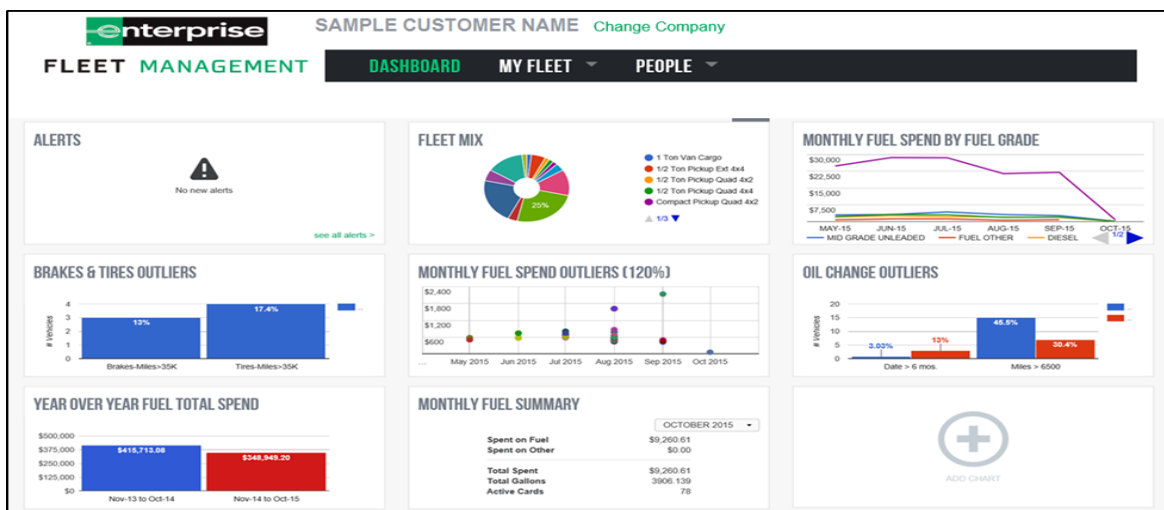 enterprise
SAMPLE CUSTOMER NAME Change Company
FLEET MANAGEMENT
DASHBOARD MY FLEET PEOPLE
ALERTS
No new alerts
see all alerts >
FLEET MIX
25%
1 Ton Van Cargo
1/2 Ton Pickup Ext 4x4
1/2 Ton Pickup Quad 4x2
1/2 Ton Pickup Quad 4x4
Compact Pickup Quad 4x2
1/3
MONTHLY FUEL SPEND BY FUEL GRADE
$30,000
$22,500
$15,000
$7,500
MAY-15 JUN-15 JUL-15 AUG-15 SEP-15 OCT-15
MID GRADE UNLEADED FUEL OTHER DIESEL 1/2
BRAKES & TIRES OUTLIERS
# Vehicles
4
3
2
1
0
13%
17.4%
...
Brakes-Miles>35K Tires-Miles>35K
MONTHLY FUEL SPEND OUTLIERS (120%)
$2,400
$1,800
$1,200
$600
... May 2015 Jun 2015 Jul 2015 Aug 2015 Sep 2015 Oct 2015
OIL CHANGE OUTLIERS
# Vehicles
20
15
10
5
0
3.03%
13%
45.5%
30.4%
...
...
Date > 6 mos. Miles > 6500
YEAR OVER YEAR FUEL TOTAL SPEND
$500,000
$375,000
$250,000
$125,000
$0
$415,713.08
$348,949.20
Nov-13 to Oct-14 Nov-14 to Oct-15
MONTHLY FUEL SUMMARY
OCTOBER 2015
Spent on Fuel $9,260.61
Spent on Other $0.00
Total Spent $9,260.61
Total Gallons 3906.139
Active Cards 78
ADD CHART